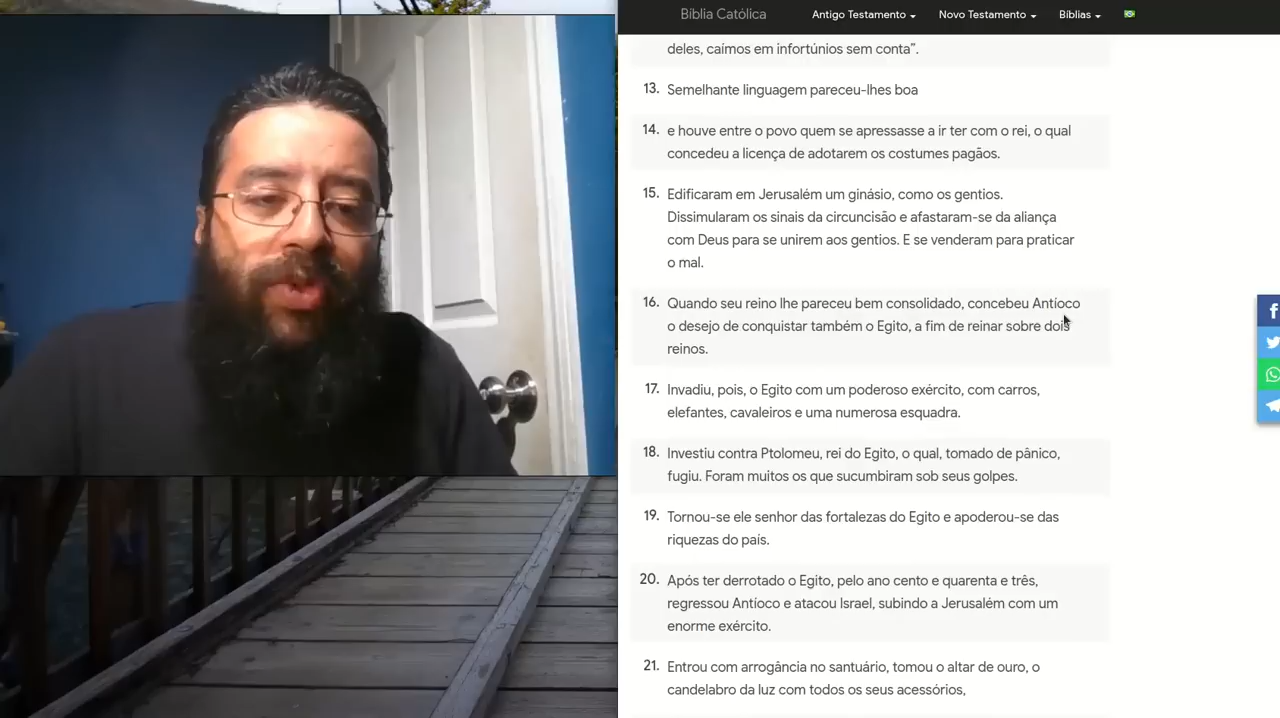 Bíblia Católica
Antigo Testamento
Novo Testamento
Bíblias
deles, caímos em infortúnios sem conta”.
13. Semelhante linguagem pareceu-lhes boa
14. e houve entre o povo quem se apressasse a ir ter com o rei, o qual
concedeu a licença de adotarem os costumes pagãos.
15. Edificaram em Jerusalém um ginásio, como os gentios.
Dissimularam os sinais da circuncisão e afastaram-se da aliança
com Deus para se unirem aos gentios. E se venderam para praticar
o mal.
16. Quando seu reino lhe pareceu bem consolidado, concebeu Antíoco
o desejo de conquistar também o Egito, a fim de reinar sobre dois
reinos.
17. Invadiu, pois, o Egito com um poderoso exército, com carros,
elefantes, cavaleiros e uma numerosa esquadra.
18. Investiu contra Ptolomeu, rei do Egito, o qual, tomado de pânico,
fugiu. Foram muitos os que sucumbiram sob seus golpes.
19. Tornou-se ele senhor das fortalezas do Egito e apoderou-se das
riquezas do país.
20. Após ter derrotado o Egito, pelo ano cento e quarenta e três,
regressou Antíoco e atacou Israel, subindo a Jerusalém com um
enorme exército.
21. Entrou com arrogância no santuário, tomou o altar de ouro, o
candelabro da luz com todos os seus acessórios,